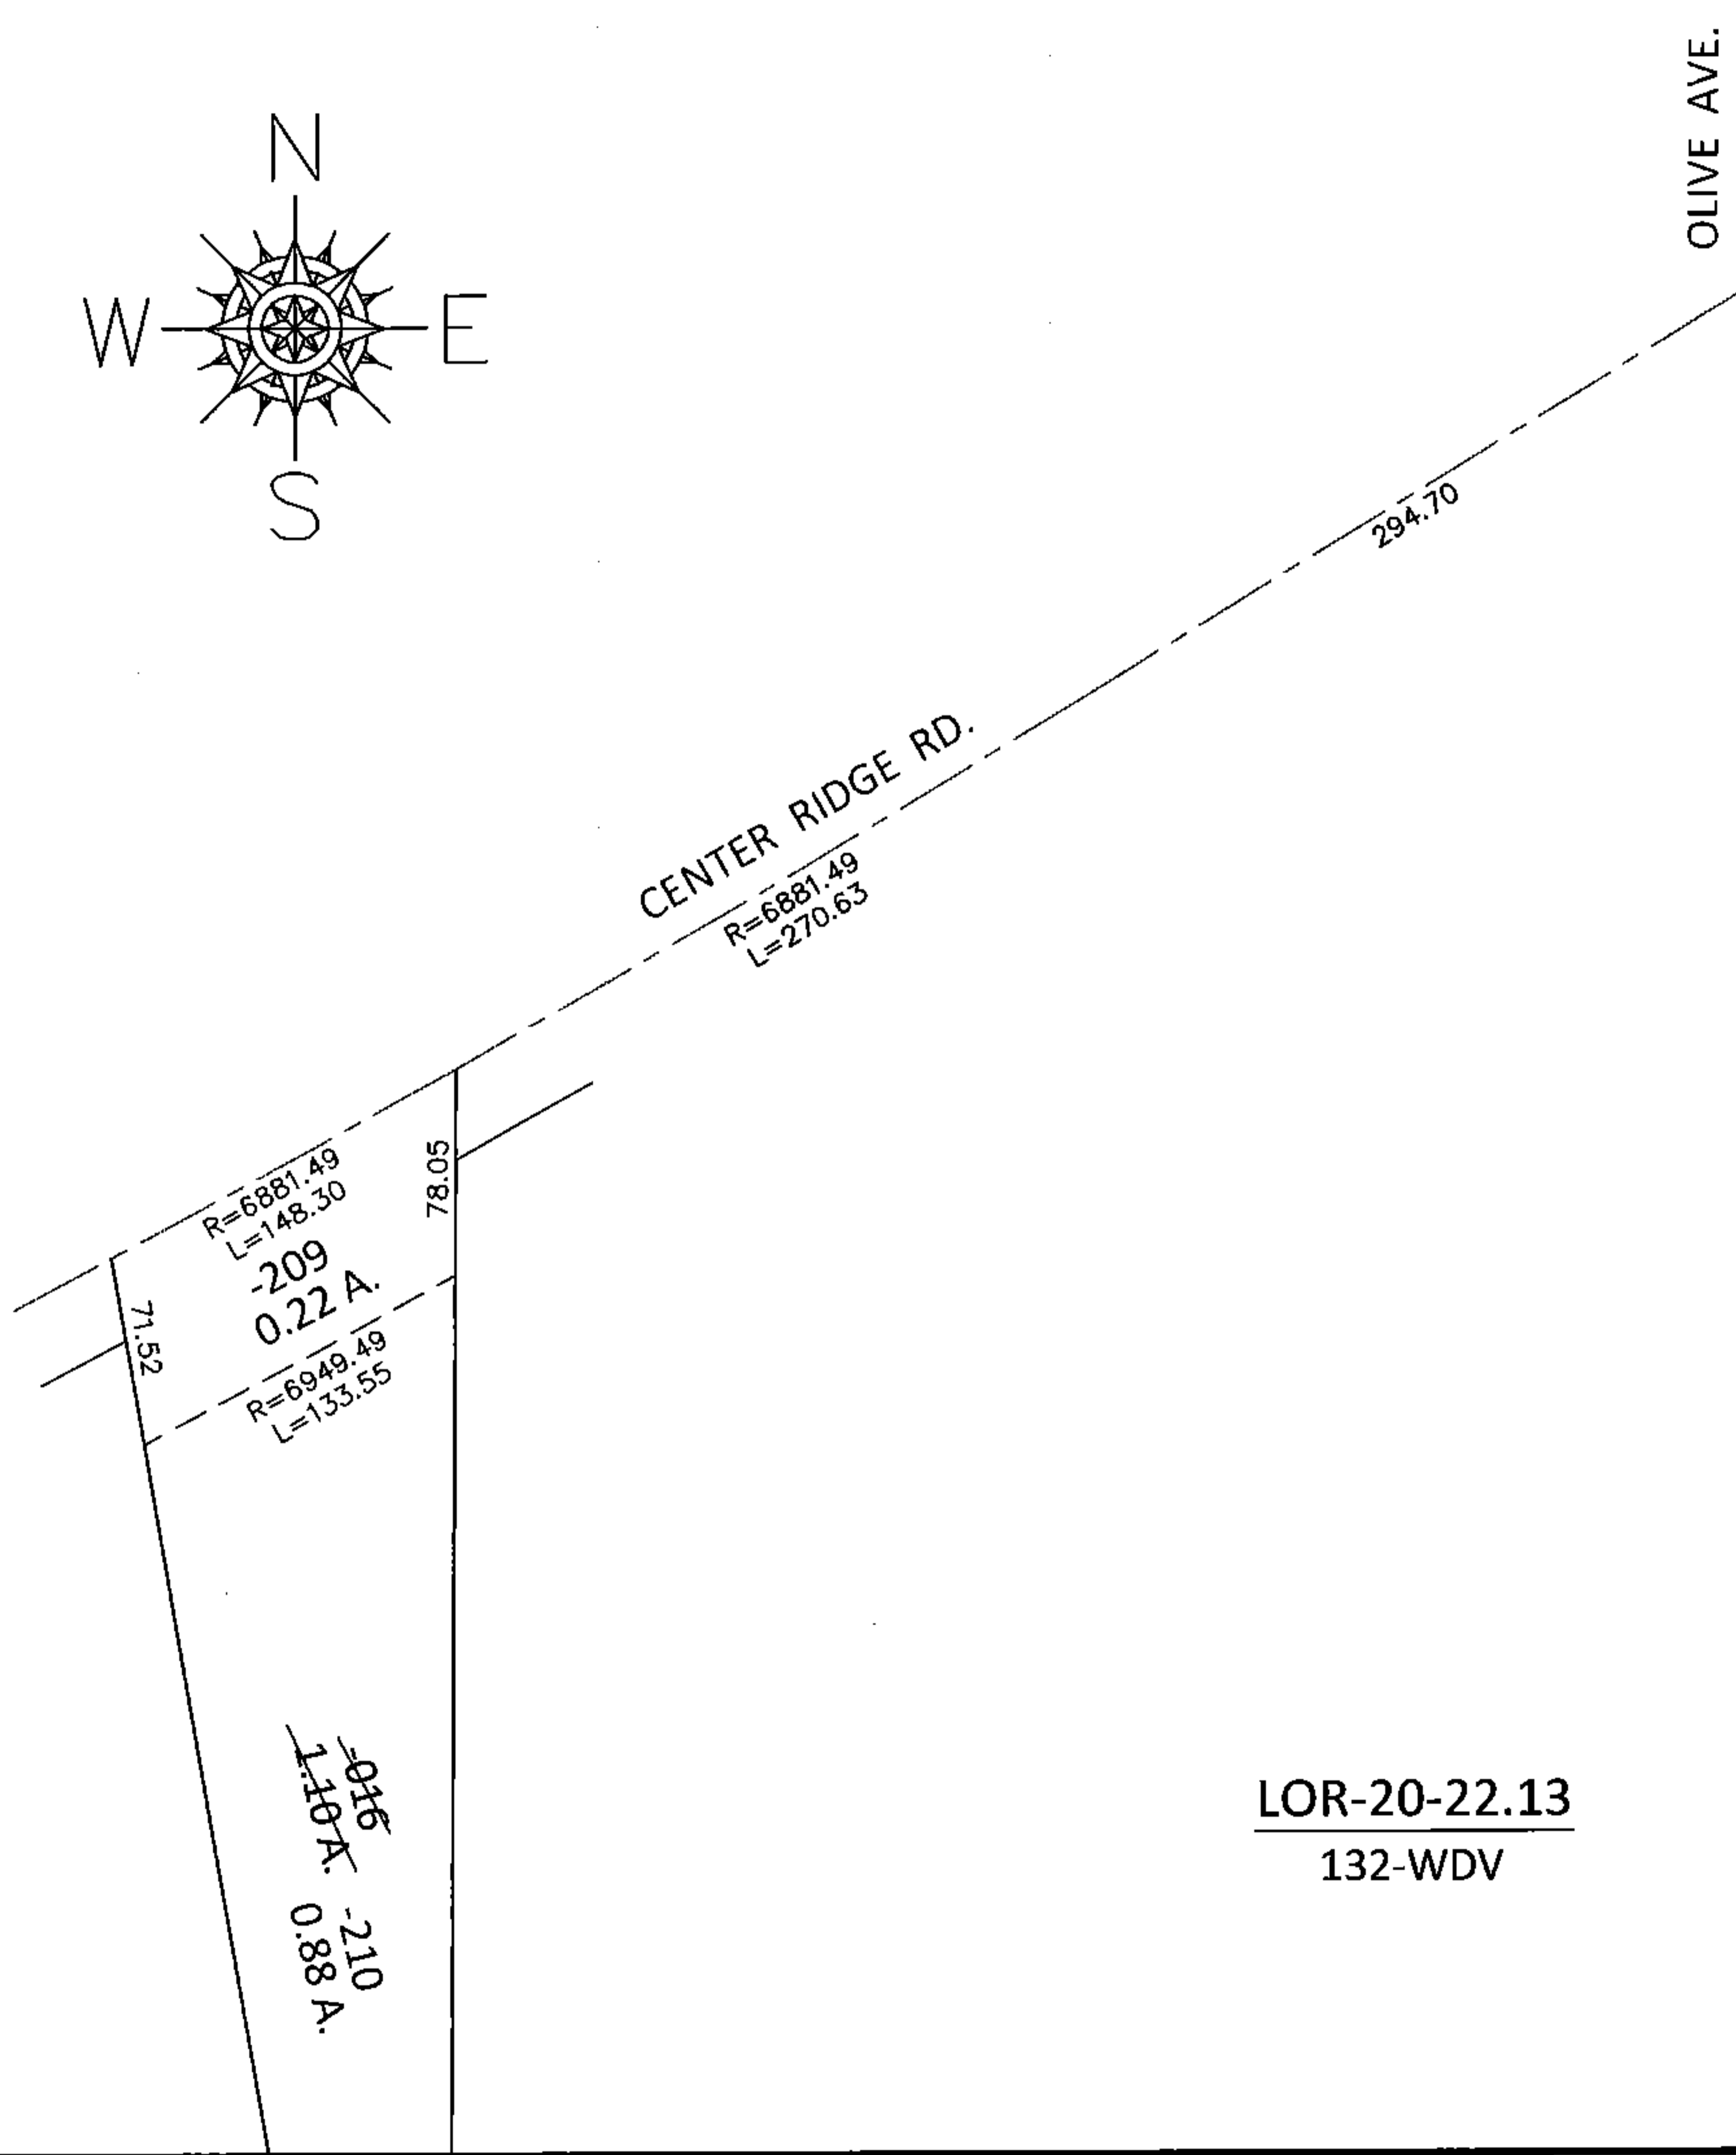 OLIVE AVE.
N
W
E
S
294.70
CENTER RIDGE RD.
R=6881.49
L=270.63
R=6881.49
L=148.30
-209
0.22 A.
78.05
71.52
R=6949.49
L=133.55
-016
1.10 A.
-210
0.88 A.
LOR-20-22.13
132-WDV